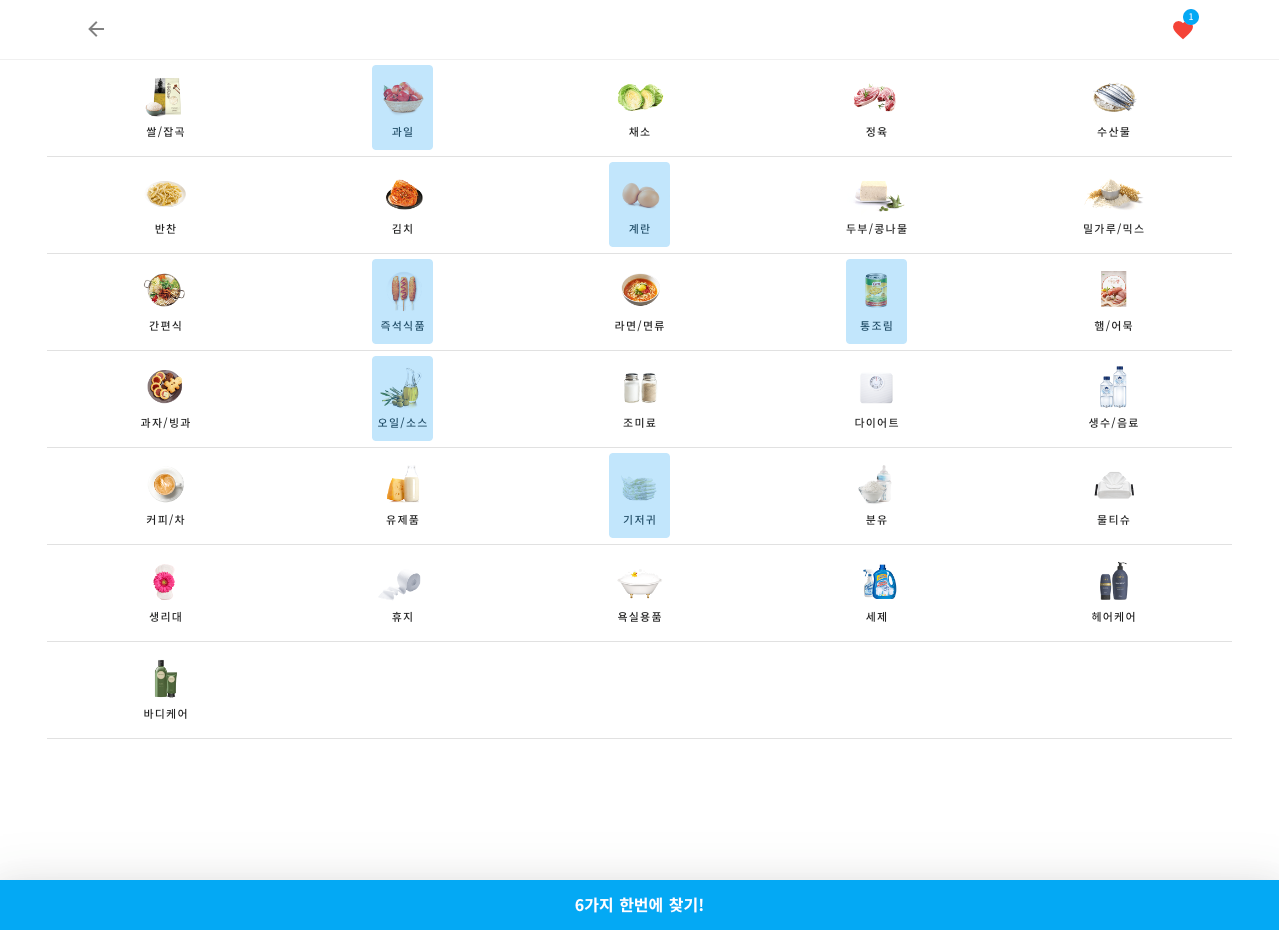 1
쌀/잡곡
과일
채소
정육
수산물
반찬
김치
계란
두부/콩나물
밀가루/믹스
간편식
즉석식품
라면/면류
통조림
햄/어묵
과자/빙과
오일/소스
조미료
다이어트
생수/음료
커피/차
유제품
기저귀
분유
물티슈
생리대
휴지
욕실용품
세제
헤어케어
바디케어
6가지 한번에 찾기!